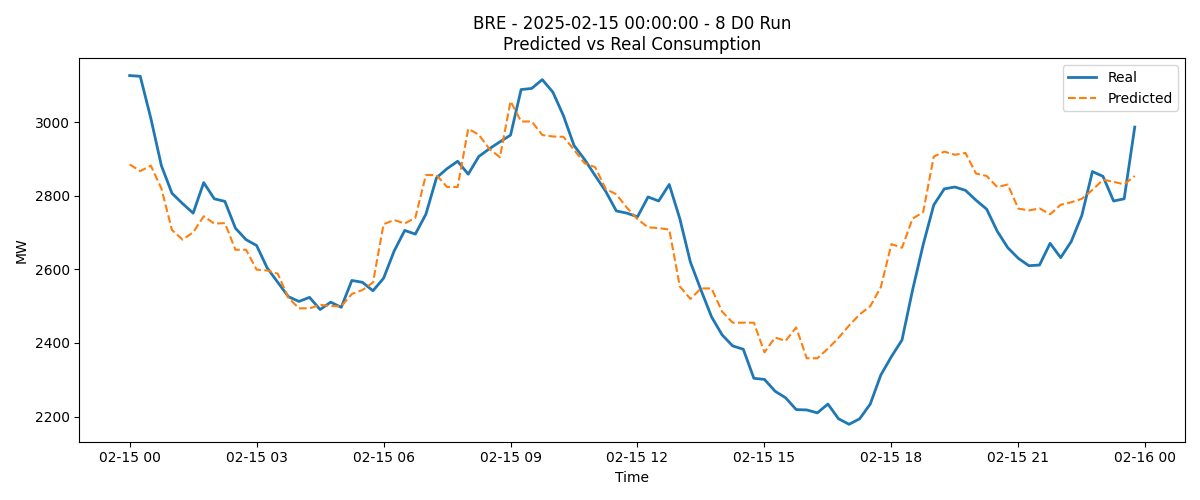 BRE - 2025-02-15 00:00:00 - 8 D0 Run
Predicted vs Real Consumption
Real
Predicted
MW
3000
2800
2600
2400
2200
02-15 00
02-15 03
02-15 06
02-15 09
02-15 12
02-15 15
02-15 18
02-15 21
02-16 00
Time